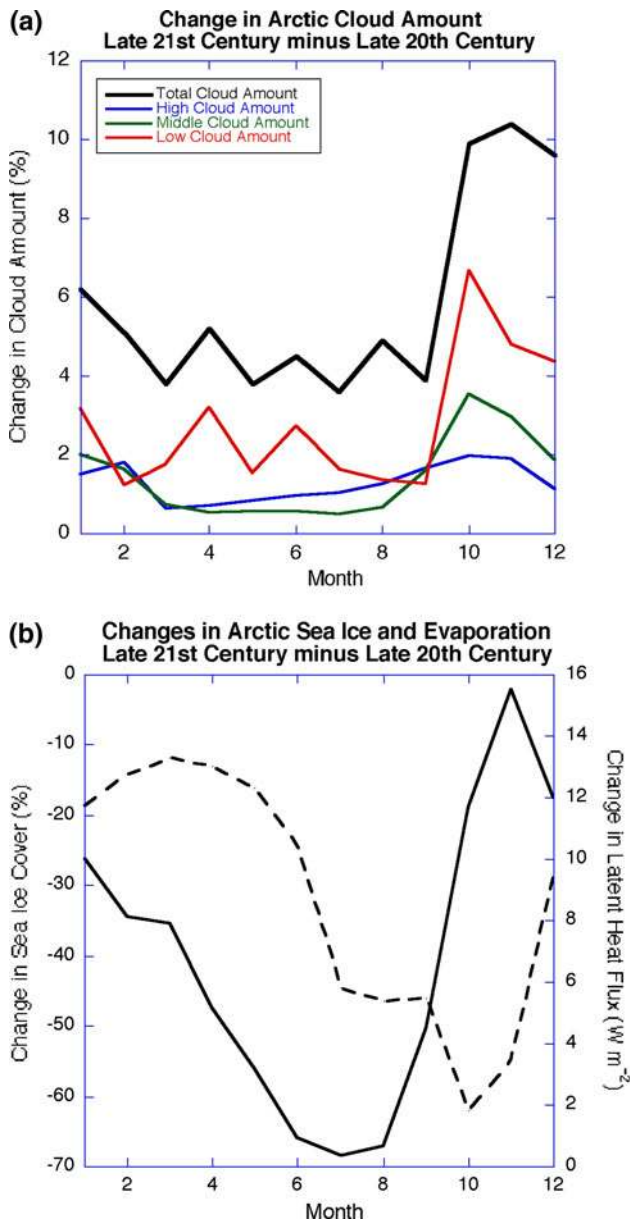 (a)
Change in Arctic Cloud Amount
Late 21st Century minus Late 20th Century
12
10
8
6
4
2
0
Change in Cloud Amount (%)
Total Cloud Amount
High Cloud Amount
Middle Cloud Amount
Low Cloud Amount
2 4 6 8 10 12
Month
(b)
Changes in Arctic Sea Ice and Evaporation
Late 21st Century minus Late 20th Century
0
-10
-20
-30
-40
-50
-60
-70
Change in Sea Ice Cover (%)
16
14
12
10
8
6
4
2
0
Change in Latent Heat Flux (W m⁻²)
2 4 6 8 10 12
Month